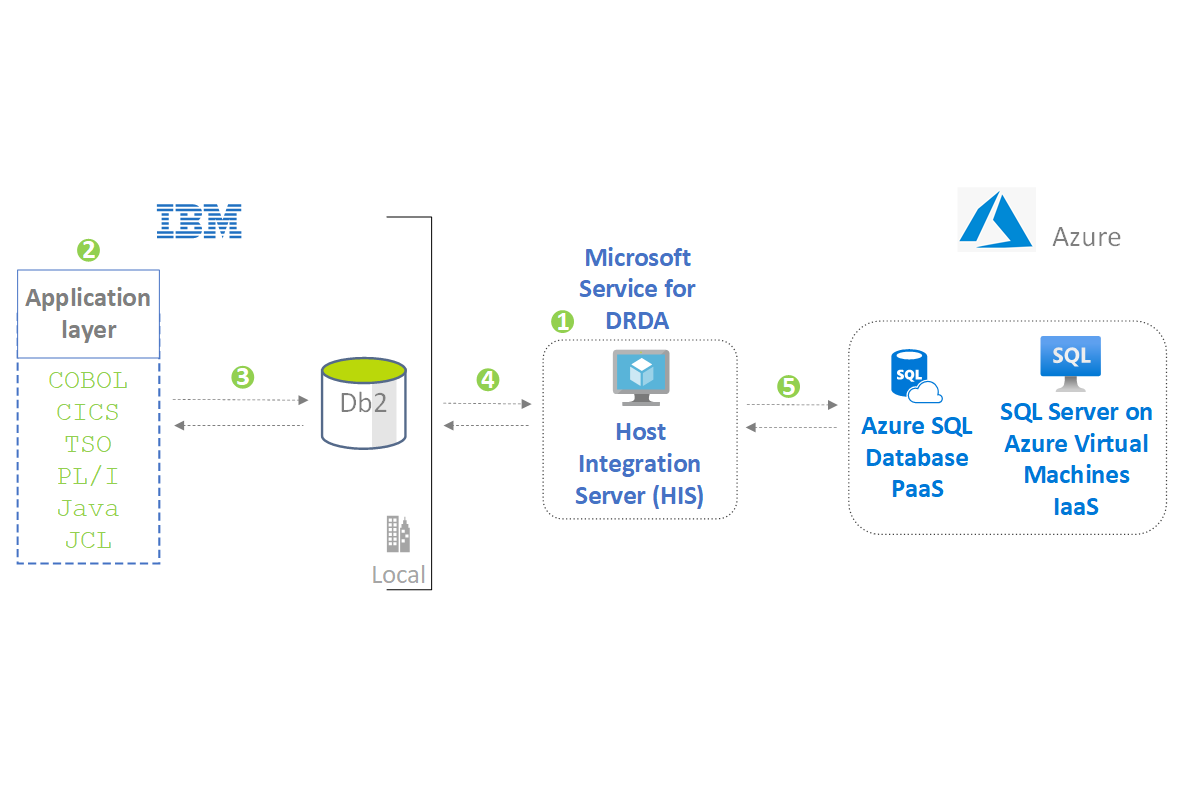 IBM
2
Application
layer
COBOL
CICS
TSO
PL/I
Java
JCL
3
Db2
Local
4
Microsoft
Service for
DRDA
1
Host
Integration
Server (HIS)
5
Azure
SQL
Azure SQL
Database
PaaS
SQL
SQL Server on
Azure Virtual
Machines
IaaS